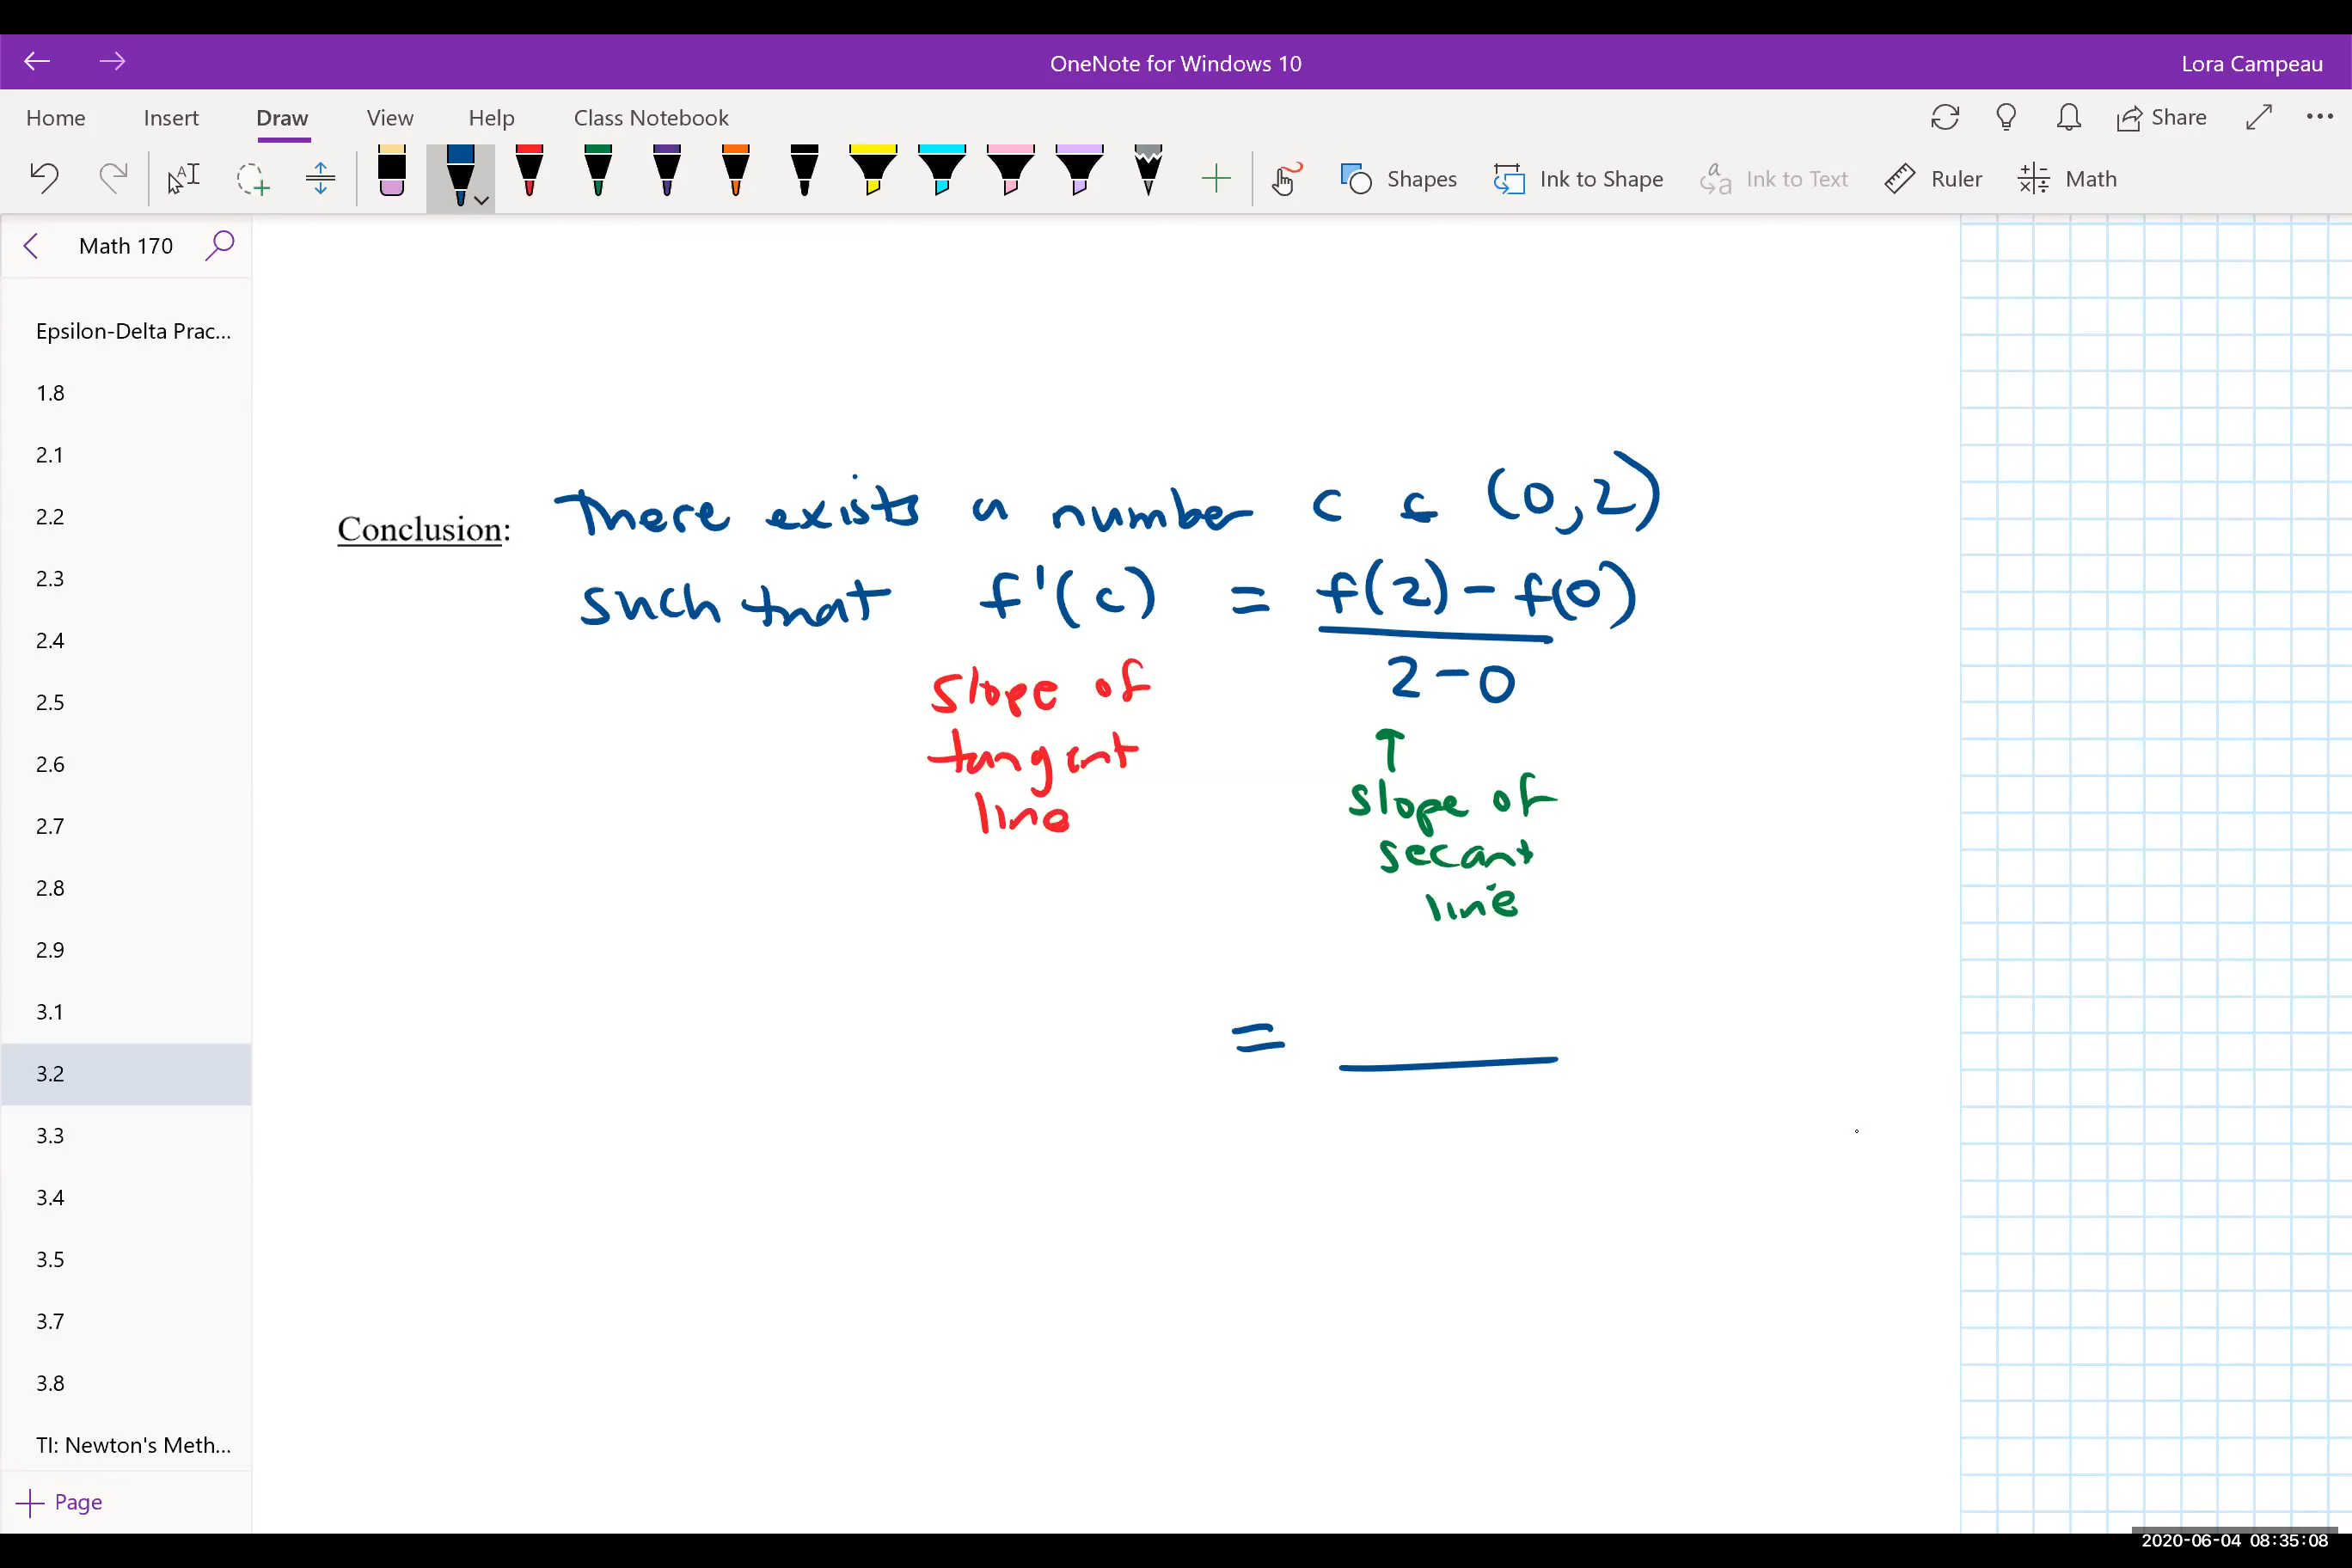 OneNote for Windows 10
Lora Campeau
Home Insert Draw View Help Class Notebook Share
Shapes Ink to Shape Ink to Text Ruler Math
Math 170
Epsilon-Delta Prac...
1.8
2.1
2.2
2.3
2.4
2.5
2.6
2.7
2.8
2.9
3.1
3.2
3.3
3.4
3.5
3.7
3.8
TI: Newton's Meth...
Page
Conclusion: There exists a number c ∈ (0,2)
such that f'(c) = f(2) - f(0)
2 - 0
slope of
tangent
line
↑
slope of
secant
line
=
2020-06-04 08:35:08